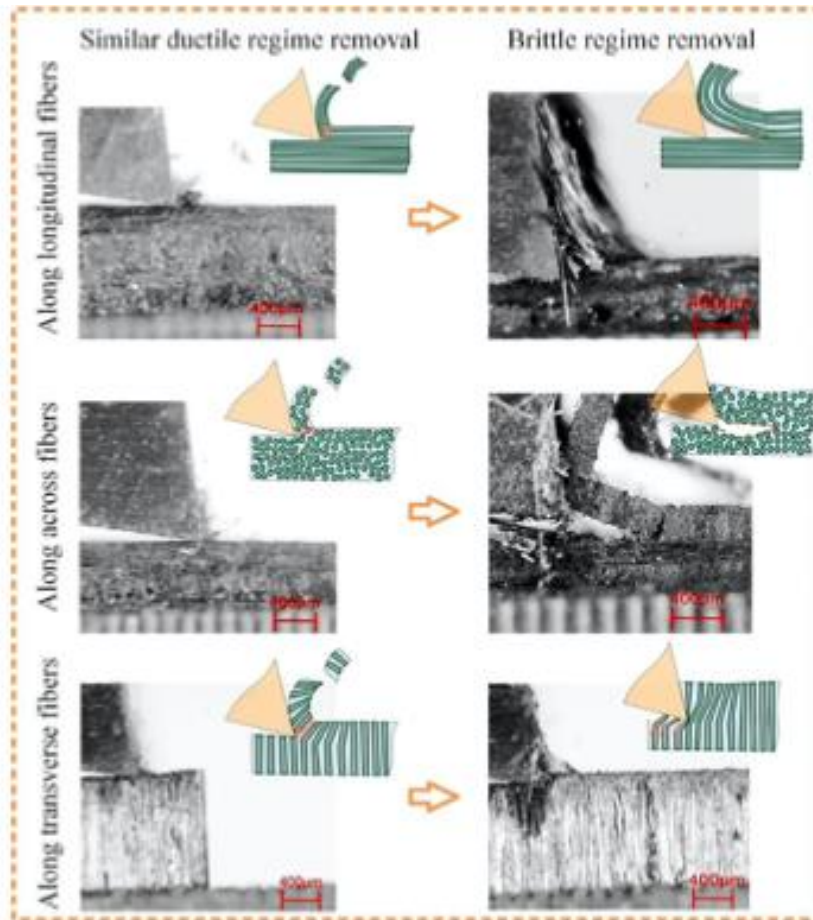 Similar ductile regime removal
Brittle regime removal
Along longitudinal fibers
400μm
400μm
Along across fibers
400μm
400μm
Along transverse fibers
400μm
400μm